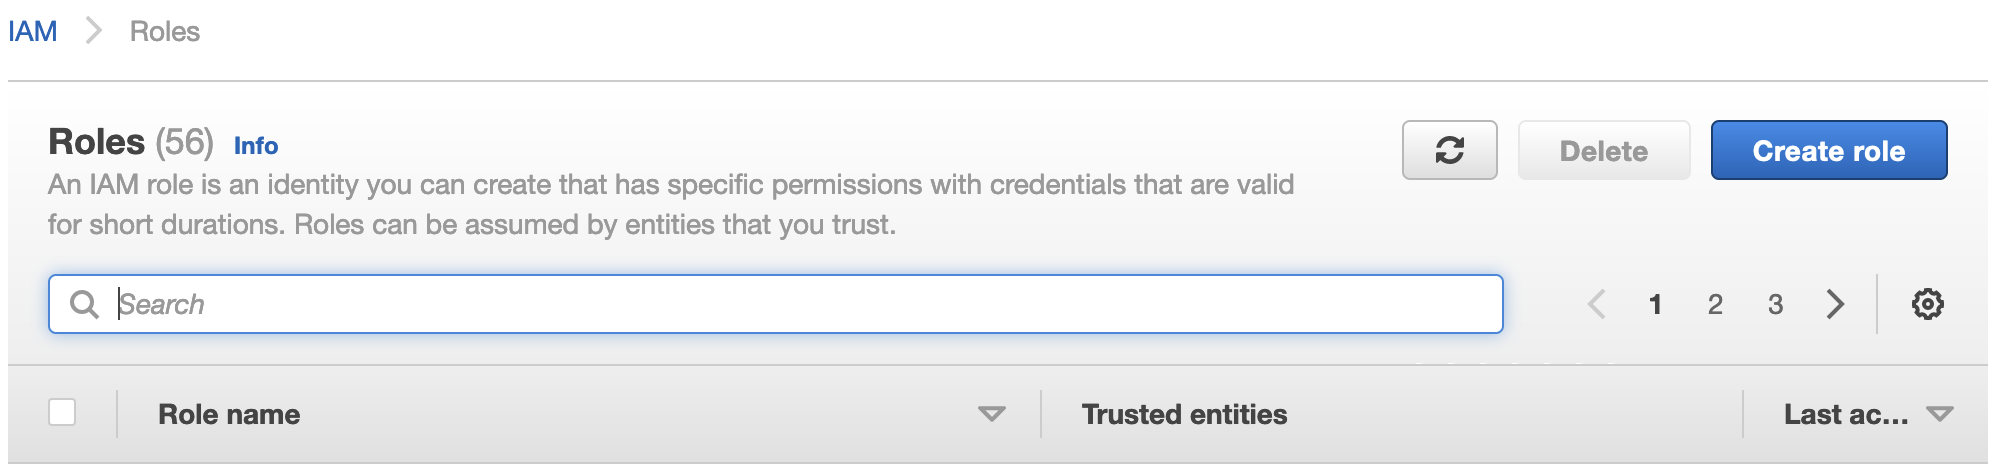 IAM Roles
Roles (56) Info
Delete
Create role
An IAM role is an identity you can create that has specific permissions with credentials that are valid
for short durations. Roles can be assumed by entities that you trust.
Search
1 2 3
Role name
Trusted entities
Last ac...